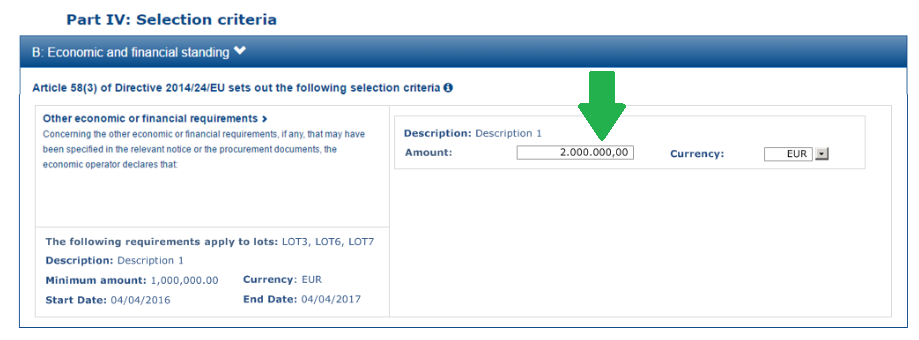 Part IV: Selection criteria
B: Economic and financial standing
Article 58(3) of Directive 2014/24/EU sets out the following selection criteria
Other economic or financial requirements >
Concerning the other economic or financial requirements, if any, that may have
been specified in the relevant notice or the procurement documents, the
economic operator declares that:
Description: Description 1
Amount: 2.000.000,00 Currency: EUR
The following requirements apply to lots: LOT3, LOT6, LOT7
Description: Description 1
Minimum amount: 1,000,000.00 Currency: EUR
Start Date: 04/04/2016 End Date: 04/04/2017